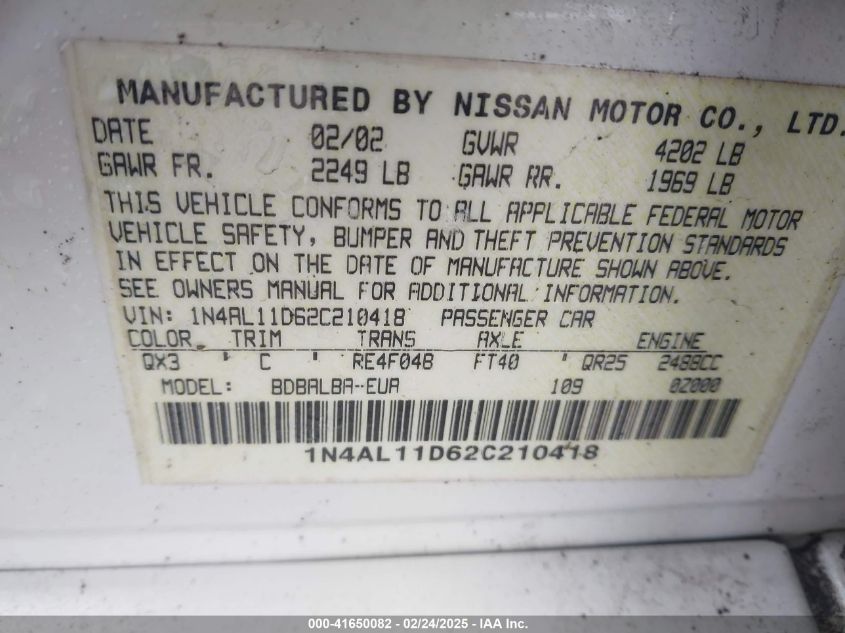 MANUFACTURED BY NISSAN MOTOR CO., LTD.
DATE 02/02 GVWR 4202 LB
GAWR FR. 2249 LB GAWR RR. 1969 LB
THIS VEHICLE CONFORMS TO ALL APPLICABLE FEDERAL MOTOR
VEHICLE SAFETY, BUMPER AND THEFT PREVENTION STANDARDS
IN EFFECT ON THE DATE OF MANUFACTURE SHOWN ABOVE.
SEE OWNERS MANUAL FOR ADDITIONAL INFORMATION.
VIN: 1N4AL11D62C210418 PASSENGER CAR
COLOR TRIM TRANS AXLE ENGINE
QX3 ' C ' RE4F04B FT40 ' QR25 2488CC
MODEL: BDBALBA-EUA 109 0Z000
1N4AL11D62C210418
000-41650082 - 02/24/2025 - IAA Inc.